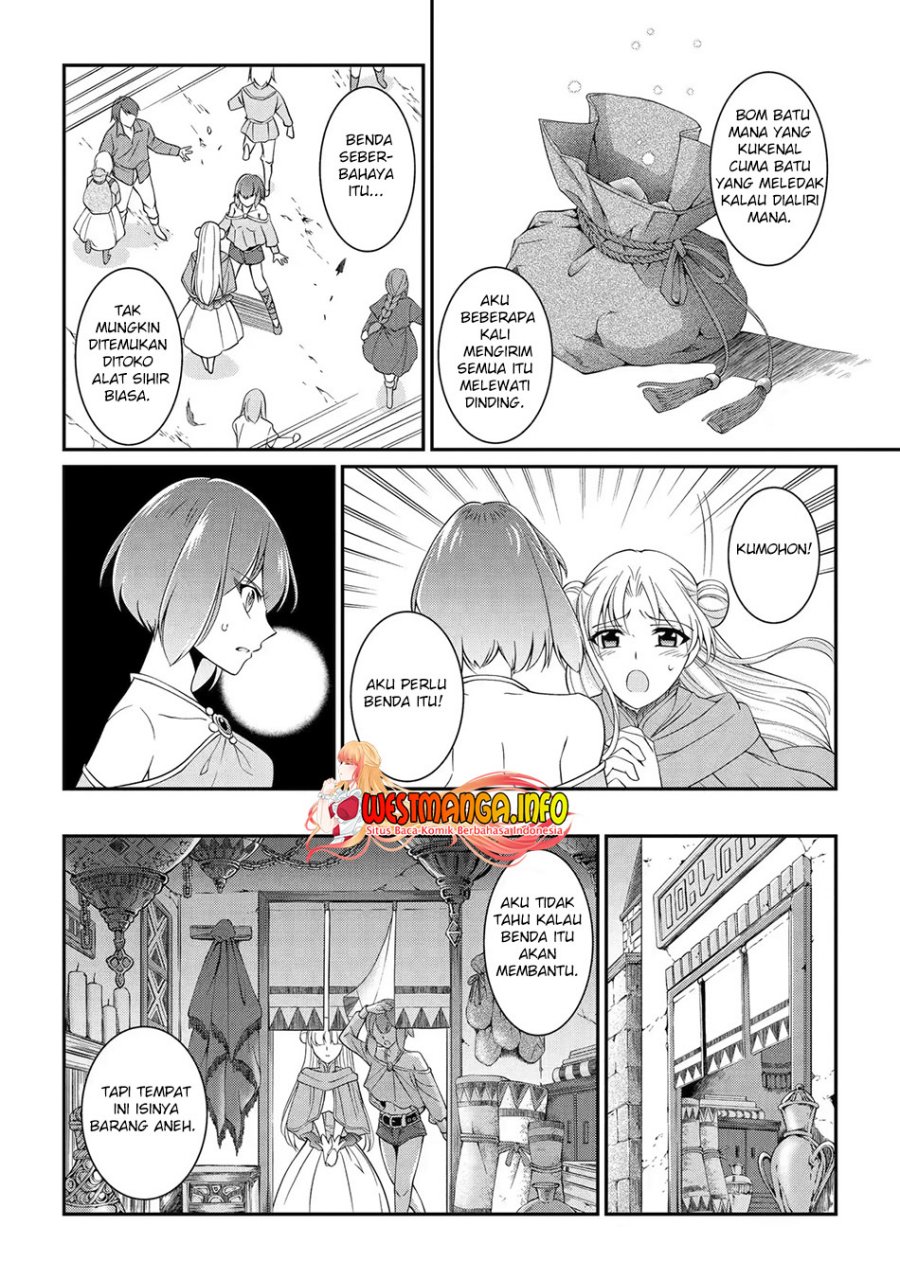 BOM BATU
MANA YANG
KUKENAL
CUMA BATU
YANG MELEDAK
KALAU DIALIRI
MANA.
AKU
BEBERAPA
KALI
MENGIRIM
SEMUA ITU
MELEWATI
DINDING.
BENDA
SEBER-
BAHAYA
ITU...
TAK
MUNGKIN
DITEMUKAN
DITOKO
ALAT SIHIR
BIASA.
KUMOHON!
AKU PERLU
BENDA ITU!
WESTMANGA.INFO
Situs Baca Komik Berbahasa Indonesia
AKU TIDAK
TAHU KALAU
BENDA ITU
AKAN
MEMBANTU.
TAPI TEMPAT
INI ISINYA
BARANG ANEH.